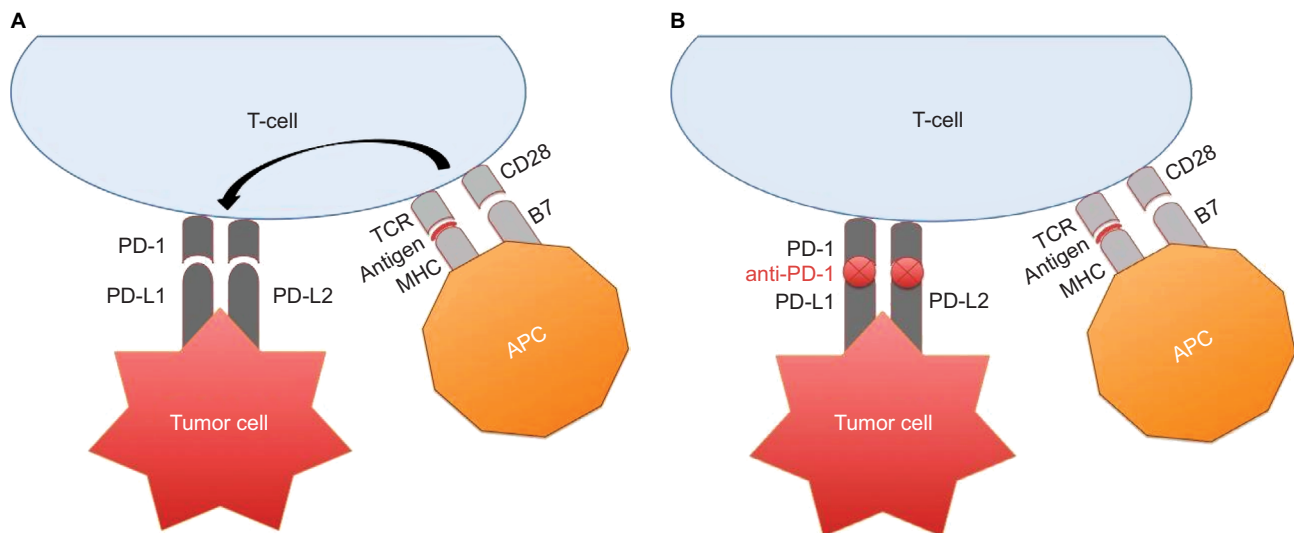 A
T-cell
CD28
B7
TCR
Antigen
MHC
PD-1
PD-L1
PD-L2
APC
Tumor cell
B
T-cell
CD28
B7
TCR
Antigen
MHC
PD-1
anti-PD-1
PD-L1
PD-L2
APC
Tumor cell